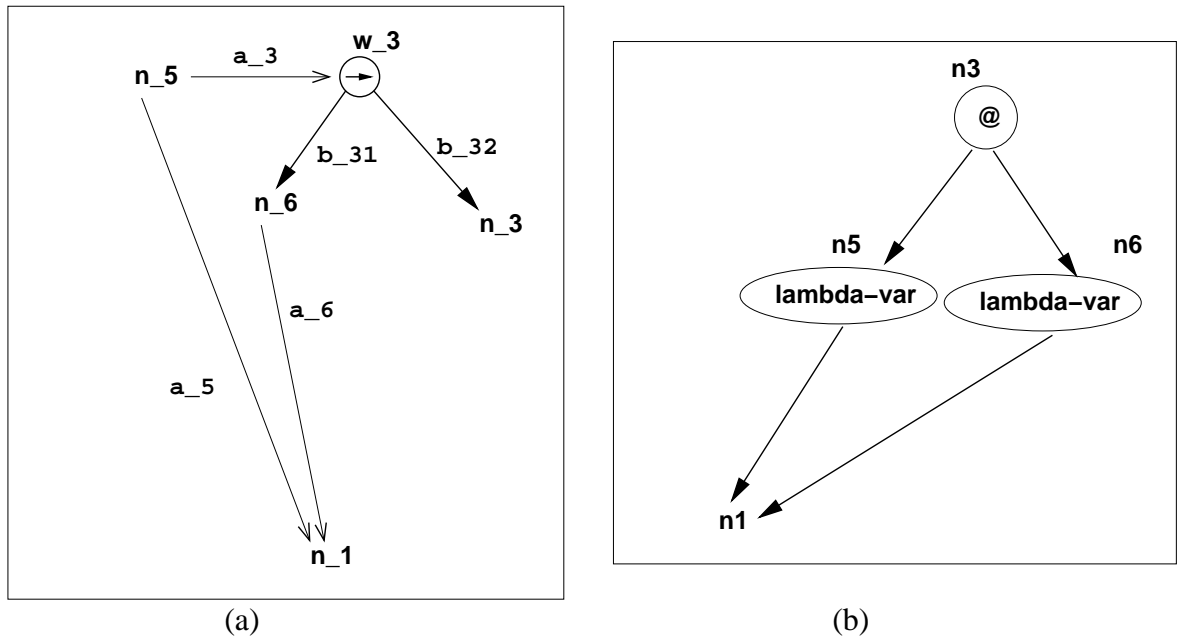 w_3
n_5
a_3
b_31
b_32
n_6
n_3
a_6
a_5
n_1
(a)
n3
@
n5
n6
lambda–var
lambda–var
n1
(b)